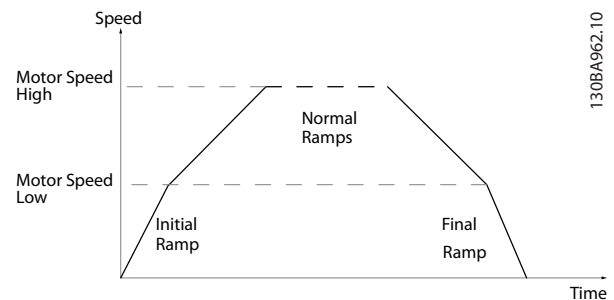 Speed
130BA962.10
Motor Speed
High
Normal
Ramps
Motor Speed
Low
Initial
Ramp
Final
Ramp
Time